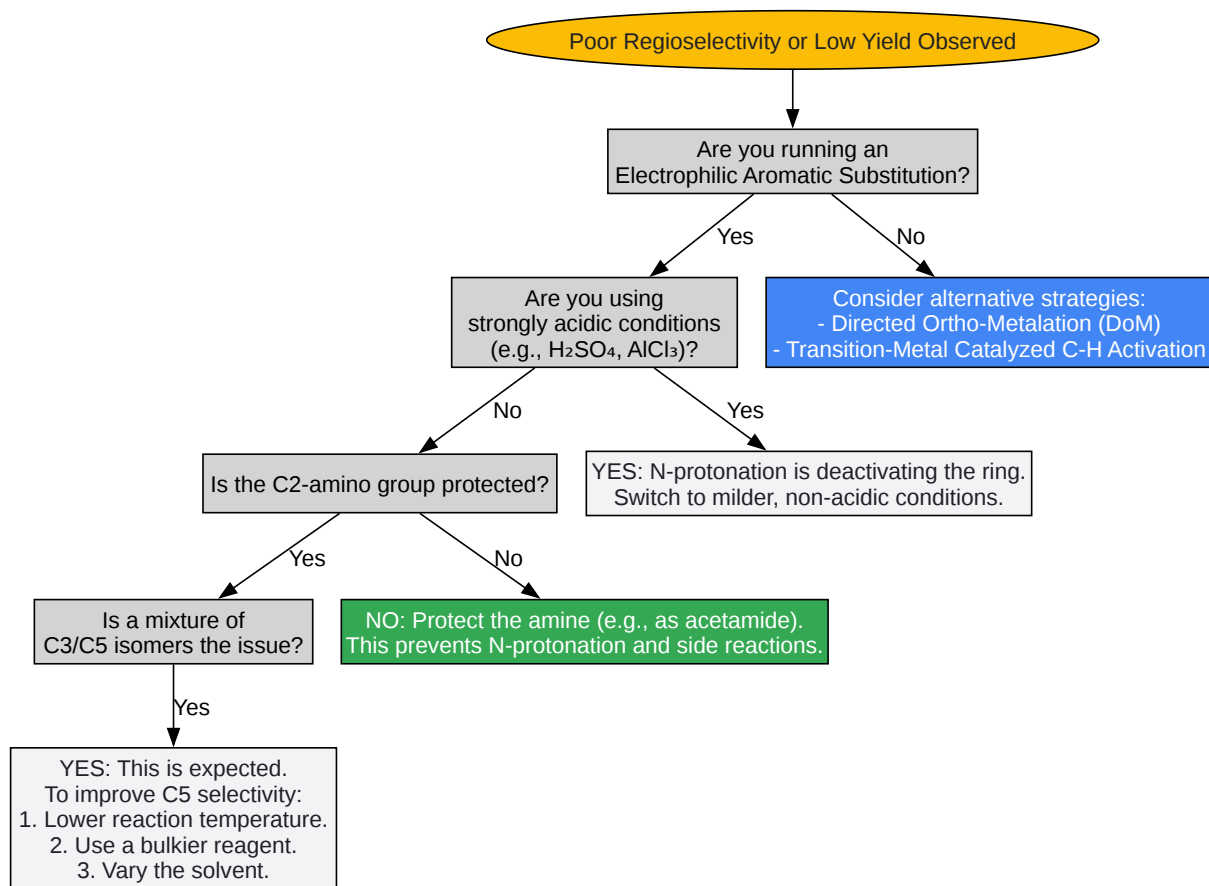 Poor Regioselectivity or Low Yield Observed
Are you running an
Electrophilic Aromatic Substitution?
Yes
No
Are you using
strongly acidic conditions
(e.g., H₂SO₄, AlCl₃)?
Consider alternative strategies:
- Directed Ortho-Metalation (DoM)
- Transition-Metal Catalyzed C-H Activation
No
Yes
Is the C2-amino group protected?
YES: N-protonation is deactivating the ring.
Switch to milder, non-acidic conditions.
Yes
No
Is a mixture of
C3/C5 isomers the issue?
NO: Protect the amine (e.g., as acetamide).
This prevents N-protonation and side reactions.
Yes
YES: This is expected.
To improve C5 selectivity:
1. Lower reaction temperature.
2. Use a bulkier reagent.
3. Vary the solvent.